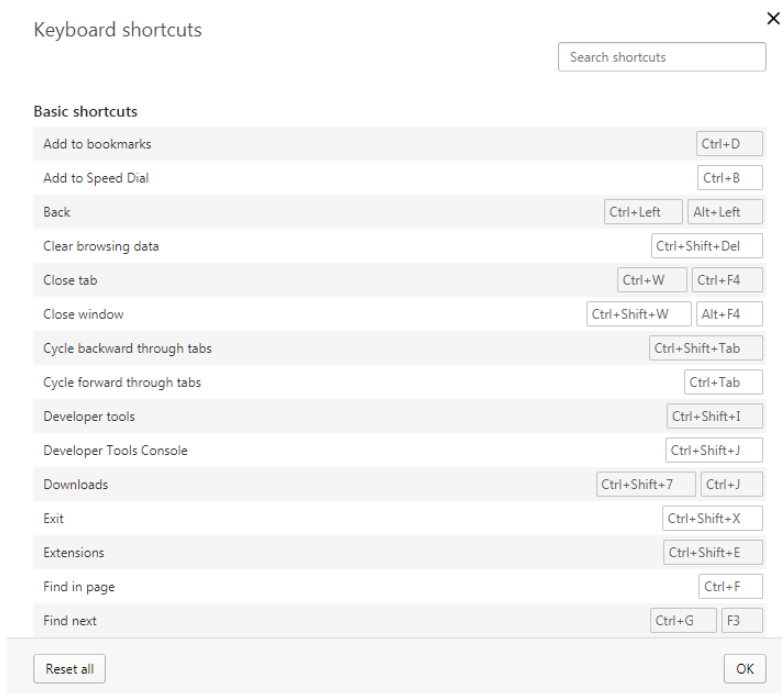 Keyboard shortcuts
Search shortcuts
Basic shortcuts
Add to bookmarks Ctrl+D
Add to Speed Dial Ctrl+B
Back Ctrl+Left Alt+Left
Clear browsing data Ctrl+Shift+Del
Close tab Ctrl+W Ctrl+F4
Close window Ctrl+Shift+W Alt+F4
Cycle backward through tabs Ctrl+Shift+Tab
Cycle forward through tabs Ctrl+Tab
Developer tools Ctrl+Shift+I
Developer Tools Console Ctrl+Shift+J
Downloads Ctrl+Shift+7 Ctrl+J
Exit Ctrl+Shift+X
Extensions Ctrl+Shift+E
Find in page Ctrl+F
Find next Ctrl+G F3
Reset all OK